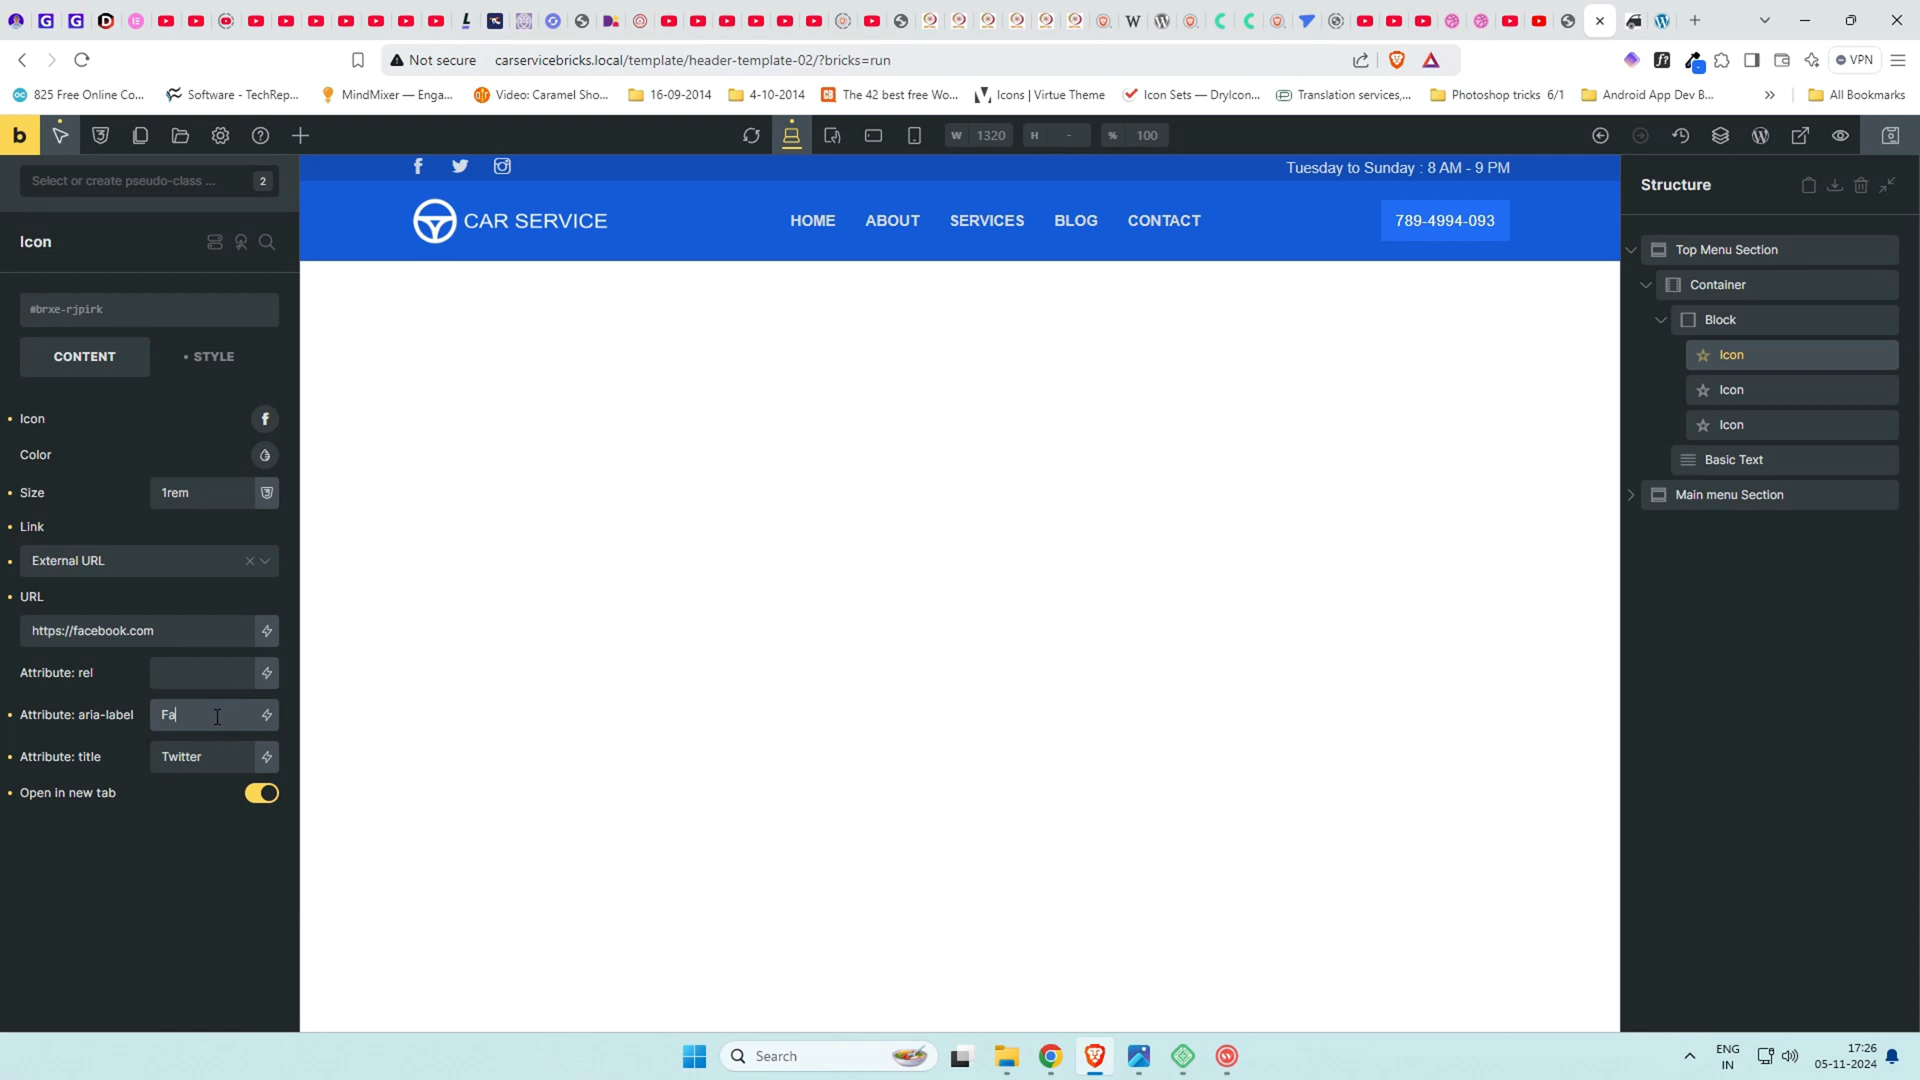 Not secure
carservicebricks.local/template/header-template-02/?bricks=run
VPN
825 Free Online Co...
Software - TechRep...
MindMixer — Enga...
Video: Caramel Sho...
16-09-2014
4-10-2014
The 42 best free Wo...
Icons | Virtue Theme
Icon Sets — DryIcon...
Translation services,...
Photoshop tricks 6/1
Android App Dev B...
»
All Bookmarks
b
W 1320
H -
% 100
Select or create pseudo-class ...
2
Icon
#brxe-rjpirk
CONTENT
STYLE
Icon
Color
Size
1rem
Link
External URL
URL
https://facebook.com
Attribute: rel
Attribute: aria-label
Fa
Attribute: title
Twitter
Open in new tab
Tuesday to Sunday : 8 AM - 9 PM
CAR SERVICE
HOME
ABOUT
SERVICES
BLOG
CONTACT
789-4994-093
Structure
Top Menu Section
Container
Block
Icon
Icon
Icon
Basic Text
Main menu Section
Search
ENG
IN
17:26
05-11-2024